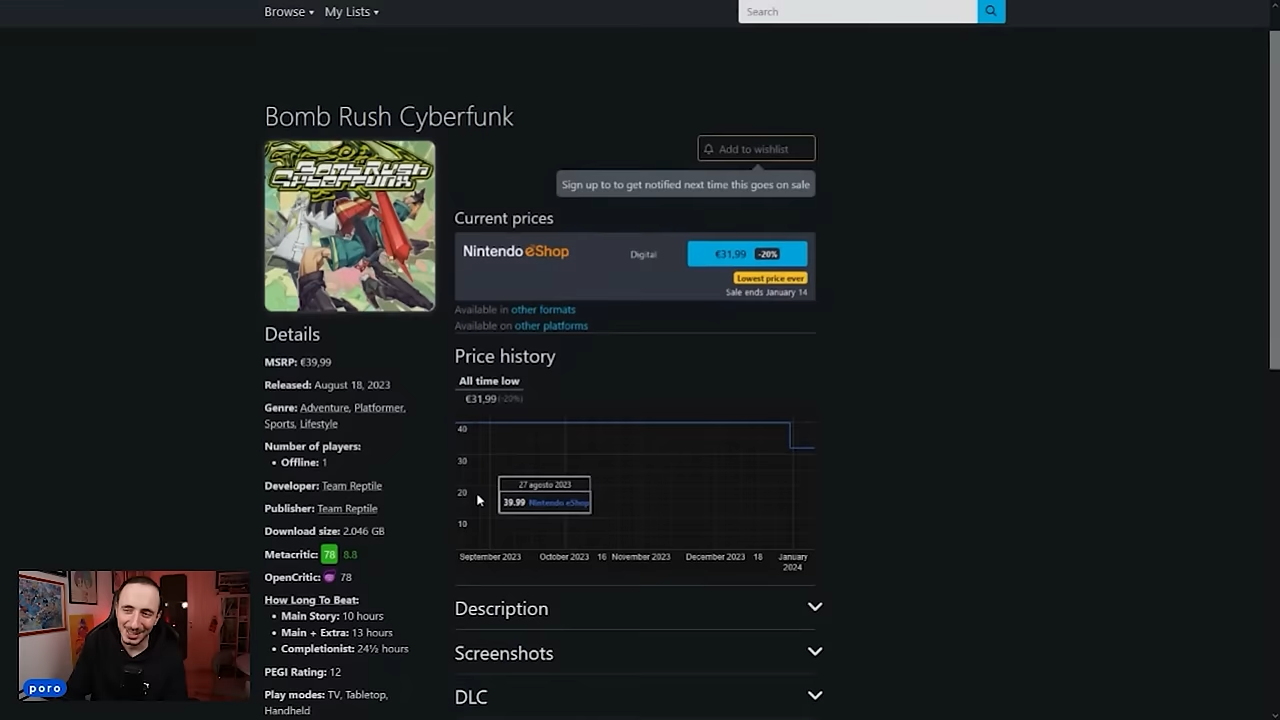 Browse ▾ My Lists ▾
Search
Bomb Rush Cyberfunk
BOMB RUSH
CYBERFUNK
Add to wishlist
Sign up to to get notified next time this goes on sale
Current prices
Nintendo eShop
Digital
€31,99 -20%
Lowest price ever
Sale ends January 14
Available in other formats
Available on other platforms
Price history
All time low
€31,99 (-20%)
40
30
20
10
27 agosto 2023
39.99 Nintendo eShop
September 2023 October 2023 16 November 2023 December 2023 18 January
2024
Description
Screenshots
DLC
Details
MSRP: €39,99
Released: August 18, 2023
Genre: Adventure, Platformer,
Sports, Lifestyle
Number of players:
• Offline: 1
Developer: Team Reptile
Publisher: Team Reptile
Download size: 2.046 GB
Metacritic: 78 8.8
OpenCritic: 78
How Long To Beat:
• Main Story: 10 hours
• Main + Extra: 13 hours
• Completionist: 24½ hours
PEGI Rating: 12
Play modes: TV, Tabletop,
Handheld
poro